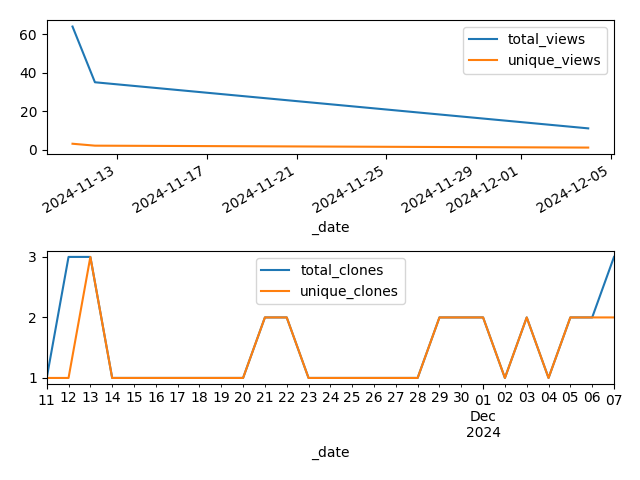 60
40
20
0
total_views
unique_views
2024-11-13
2024-11-17
2024-11-21
2024-11-25
2024-11-29
2024-12-01
2024-12-05
_date
3
2
1
total_clones
unique_clones
11 12 13 14 15 16 17 18 19 20 21 22 23 24 25 26 27 28 29 30 01 02 03 04 05 06 07
Dec
2024
_date